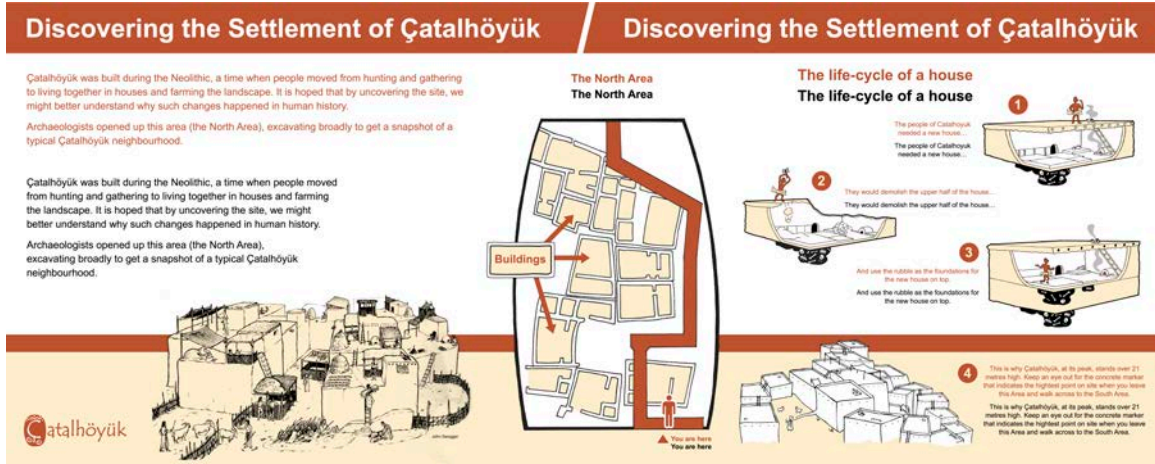 Discovering the Settlement of Çatalhöyük
Discovering the Settlement of Çatalhöyük
Çatalhöyük was built during the Neolithic, a time when people moved from hunting and gathering
to living together in houses and farming the landscape. It is hoped that by uncovering the site, we
might better understand why such changes happened in human history.
Archaeologists opened up this area (the North Area), excavating broadly to get a snapshot of a
typical Çatalhöyük neighbourhood.
Çatalhöyük was built during the Neolithic, a time when people moved
from hunting and gathering to living together in houses and farming
the landscape. It is hoped that by uncovering the site, we might
better understand why such changes happened in human history.
Archaeologists opened up this area (the North Area),
excavating broadly to get a snapshot of a typical Çatalhöyük
neighbourhood.
Çatalhöyük
The North Area
The North Area
Buildings
You are here
You are here
The life-cycle of a house
The life-cycle of a house
1
The people of Catalhoyuk
needed a new house...
The people of Catalhoyuk
needed a new house...
2
They would demolish the upper half of the house...
They would demolish the upper half of the house...
3
And use the rubble as the foundations for
the new house on top.
And use the rubble as the foundations for
the new house on top.
4
This is why Çatalhöyük, at its peak, stands over 21
metres high. Keep an eye out for the concrete marker
that indicates the highest point on site when you leave
this Area and walk across to the South Area.
This is why Çatalhöyük, at its peak, stands over 21
metres high. Keep an eye out for the concrete marker
that indicates the highest point on site when you leave
this Area and walk across to the South Area.